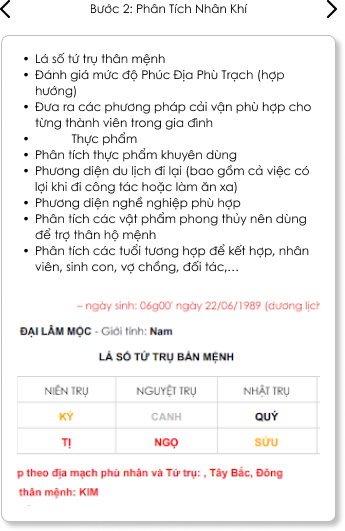 Bước 2: Phân Tích Nhân Khí
• Lá số tứ trụ thân mệnh
• Đánh giá mức độ Phúc Địa Phù Trạch (hợp
hướng)
• Đưa ra các phương pháp cải vận phù hợp cho
từng thành viên trong gia đình
• Thực phẩm
• Phân tích thực phẩm khuyên dùng
• Phương diện du lịch đi lại (bao gồm cả việc có
lợi khi đi công tác hoặc làm ăn xa)
• Phương diện nghề nghiệp phù hợp
• Phân tích các vật phẩm phong thủy nên dùng
để trợ thân hộ mệnh
• Phân tích các tuổi tương hợp để kết hợp, nhân
viên, sinh con, vợ chồng, đối tác,...
– ngày sinh: 06g00' ngày 22/06/1989 (dương lịch
ĐẠI LÂM MỘC - Giới tính: Nam
LÁ SỐ TỨ TRỤ BẢN MỆNH
NIÊN TRỤ NGUYỆT TRỤ NHẬT TRỤ
KỶ CANH QUÝ
TỊ NGỌ SỬU
p theo địa mạch phù nhân và Tứ trụ: , Tây Bắc, Đông
thân mệnh: KIM